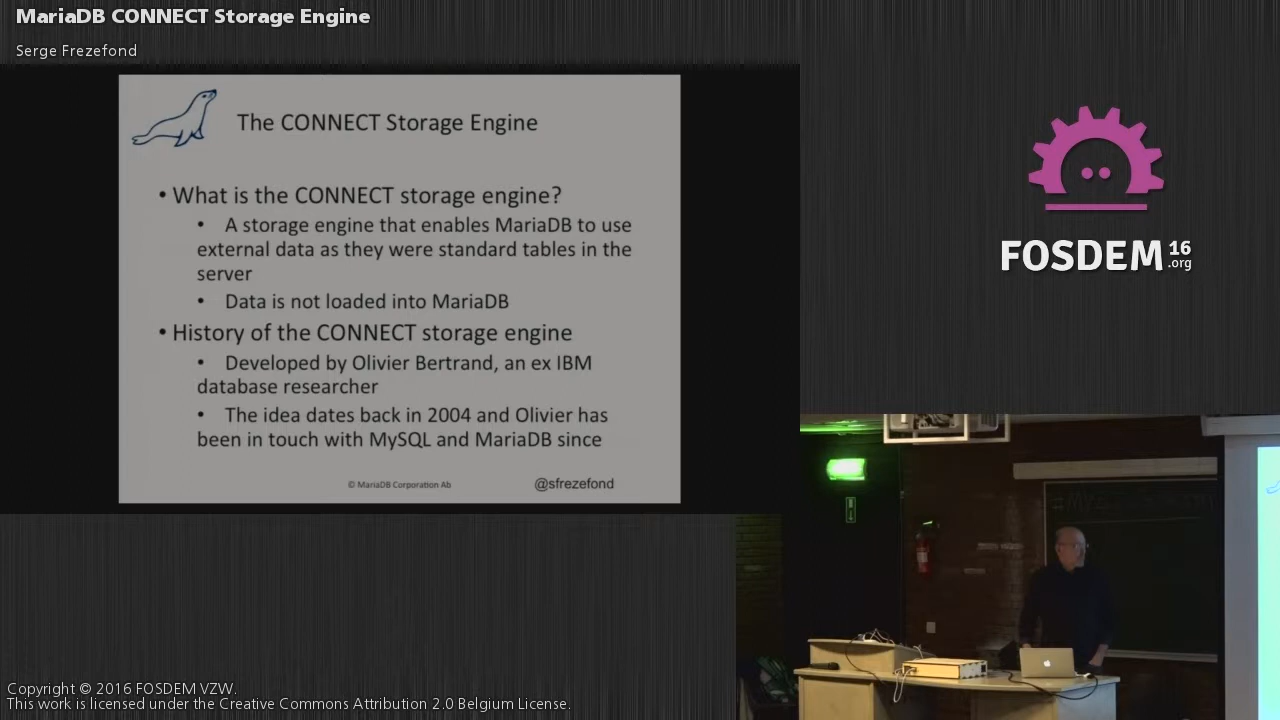 MariaDB CONNECT Storage Engine
Serge Frezefond
The CONNECT Storage Engine
• What is the CONNECT storage engine?
• A storage engine that enables MariaDB to use
external data as they were standard tables in the
server
• Data is not loaded into MariaDB
• History of the CONNECT storage engine
• Developed by Olivier Bertrand, an ex IBM
database researcher
• The idea dates back in 2004 and Olivier has
been in touch with MySQL and MariaDB since
© MariaDB Corporation Ab
@sfrezefond
FOSDEM 16
.org
Copyright © 2016 FOSDEM VZW.
This work is licensed under the Creative Commons Attribution 2.0 Belgium License.